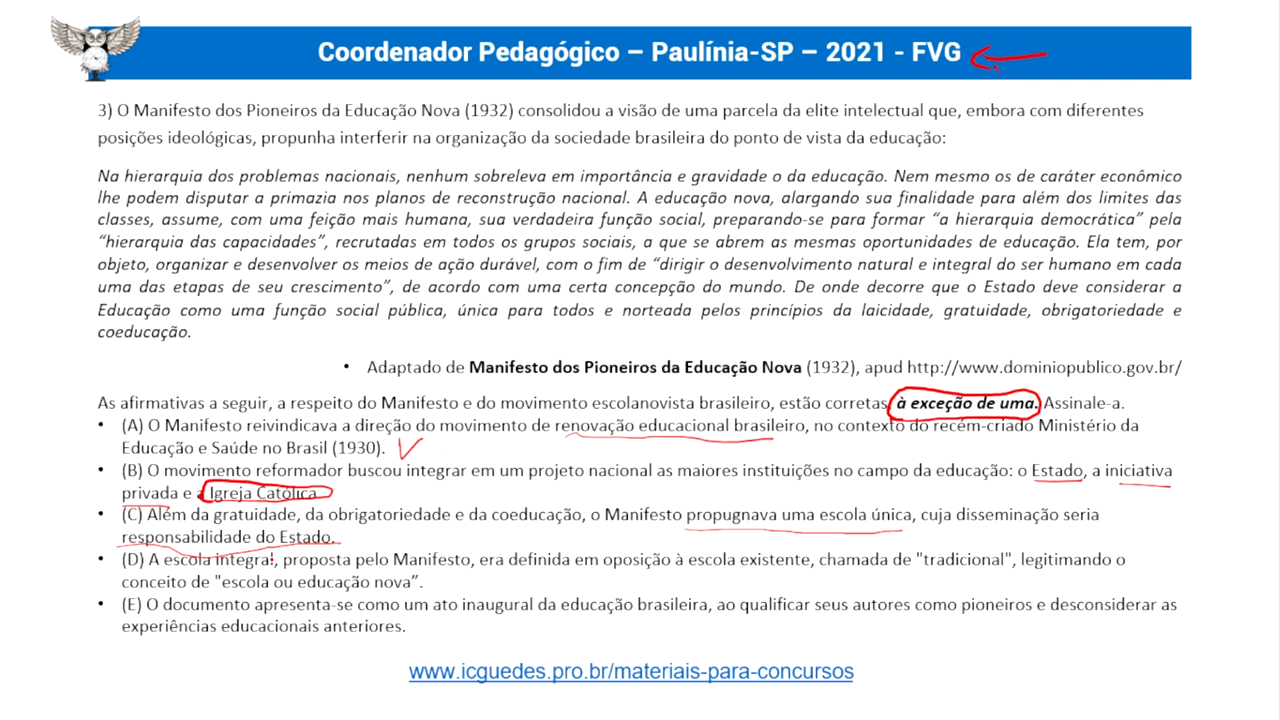 Coordenador Pedagógico – Paulínia-SP – 2021 - FVG
3) O Manifesto dos Pioneiros da Educação Nova (1932) consolidou a visão de uma parcela da elite intelectual que, embora com diferentes
posições ideológicas, propunha interferir na organização da sociedade brasileira do ponto de vista da educação:
Na hierarquia dos problemas nacionais, nenhum sobreleva em importância e gravidade o da educação. Nem mesmo os de caráter econômico
lhe podem disputar a primazia nos planos de reconstrução nacional. A educação nova, alargando sua finalidade para além dos limites das
classes, assume, com uma feição mais humana, sua verdadeira função social, preparando-se para formar “a hierarquia democrática” pela
“hierarquia das capacidades”, recrutadas em todos os grupos sociais, a que se abrem as mesmas oportunidades de educação. Ela tem, por
objeto, organizar e desenvolver os meios de ação durável, com o fim de “dirigir o desenvolvimento natural e integral do ser humano em cada
uma das etapas de seu crescimento”, de acordo com uma certa concepção do mundo. De onde decorre que o Estado deve considerar a
Educação como uma função social pública, única para todos e norteada pelos princípios da laicidade, gratuidade, obrigatoriedade e
coeducação.
• Adaptado de Manifesto dos Pioneiros da Educação Nova (1932), apud http://www.dominiopublico.gov.br/
As afirmativas a seguir, a respeito do Manifesto e do movimento escolanovista brasileiro, estão corretas à exceção de uma. Assinale-a.
• (A) O Manifesto reivindicava a direção do movimento de renovação educacional brasileiro, no contexto do recém-criado Ministério da
Educação e Saúde no Brasil (1930).
• (B) O movimento reformador buscou integrar em um projeto nacional as maiores instituições no campo da educação: o Estado, a iniciativa
privada e a Igreja Católica.
• (C) Além da gratuidade, da obrigatoriedade e da coeducação, o Manifesto propugnava uma escola única, cuja disseminação seria
responsabilidade do Estado.
• (D) A escola integral, proposta pelo Manifesto, era definida em oposição à escola existente, chamada de "tradicional", legitimando o
conceito de "escola ou educação nova”.
• (E) O documento apresenta-se como um ato inaugural da educação brasileira, ao qualificar seus autores como pioneiros e desconsiderar as
experiências educacionais anteriores.
www.icguedes.pro.br/materiais-para-concursos